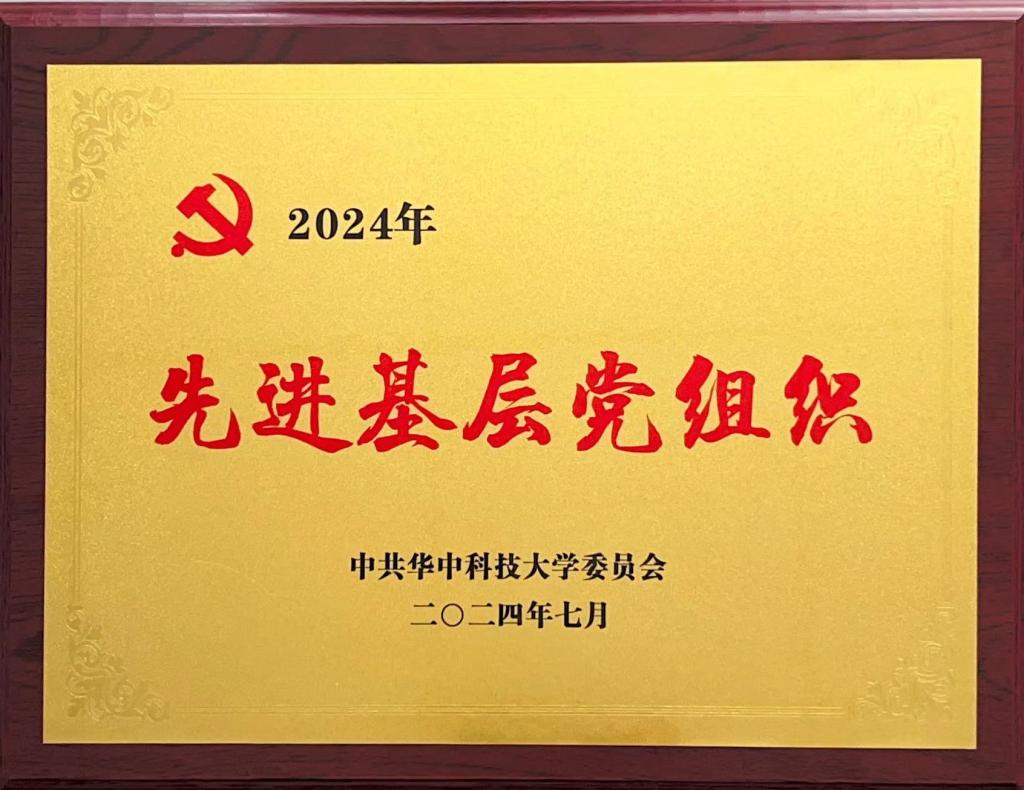 2024年
先进基层党组织
中共华中科技大学委员会
二〇二四年七月